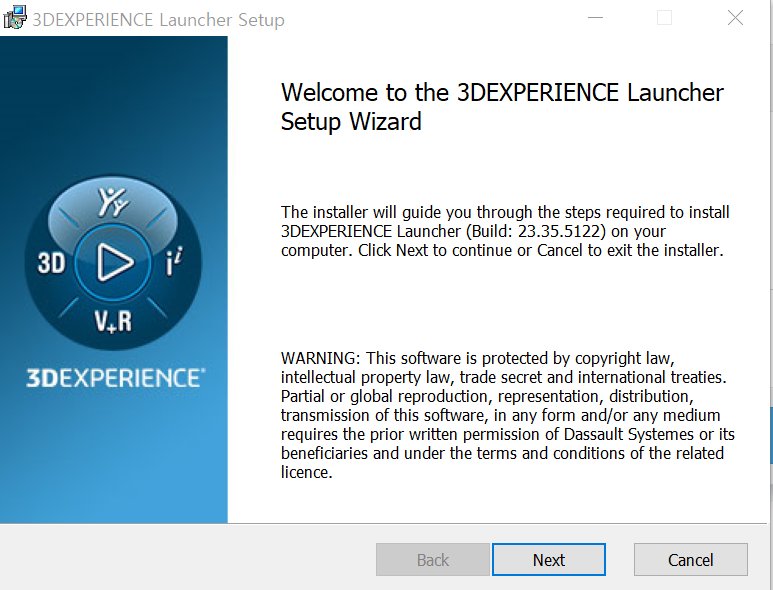 3DEXPERIENCE Launcher Setup
Welcome to the 3DEXPERIENCE Launcher
Setup Wizard
The installer will guide you through the steps required to install
3DEXPERIENCE Launcher (Build: 23.35.5122) on your
computer. Click Next to continue or Cancel to exit the installer.
3D
i²
V+R
3DEXPERIENCE®
WARNING: This software is protected by copyright law,
intellectual property law, trade secret and international treaties.
Partial or global reproduction, representation, distribution,
transmission of this software, in any form and/or any medium
requires the prior written permission of Dassault Systemes or its
beneficiaries and under the terms and conditions of the related
licence.
Back
Next
Cancel